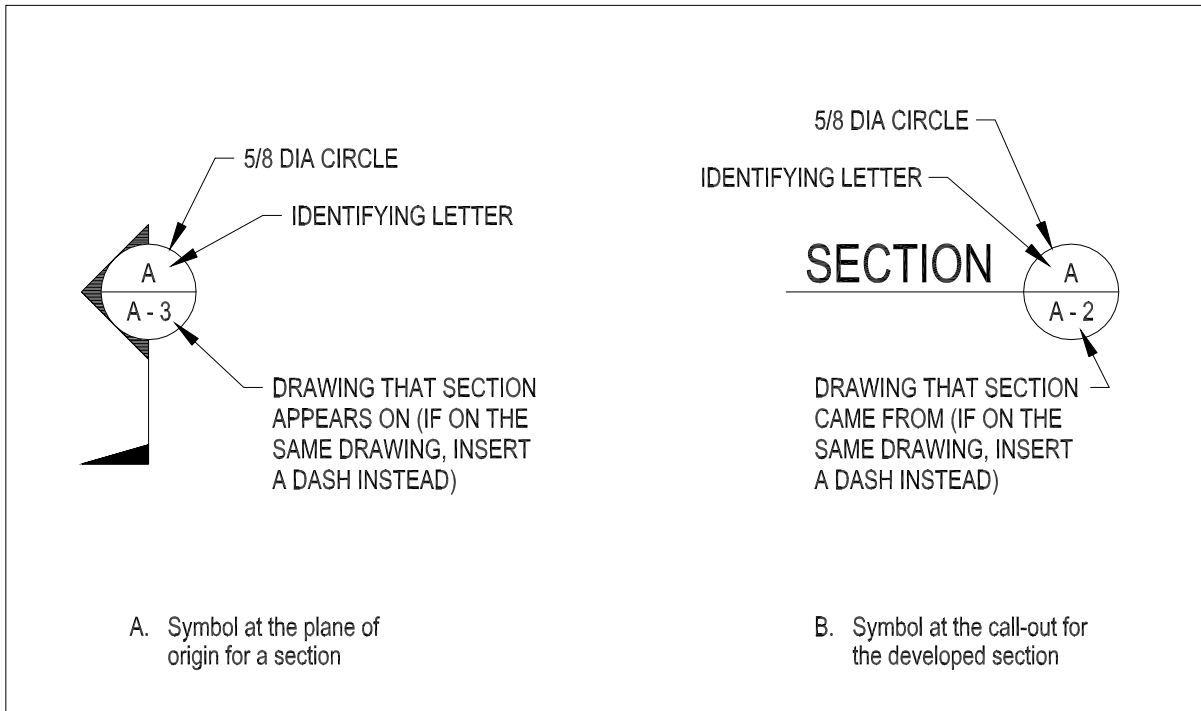 5/8 DIA CIRCLE
IDENTIFYING LETTER
A
A - 3
DRAWING THAT SECTION
APPEARS ON (IF ON THE
SAME DRAWING, INSERT
A DASH INSTEAD)
A. Symbol at the plane of
origin for a section
5/8 DIA CIRCLE
IDENTIFYING LETTER
SECTION
A
A - 2
DRAWING THAT SECTION
CAME FROM (IF ON THE
SAME DRAWING, INSERT
A DASH INSTEAD)
B. Symbol at the call-out for
the developed section